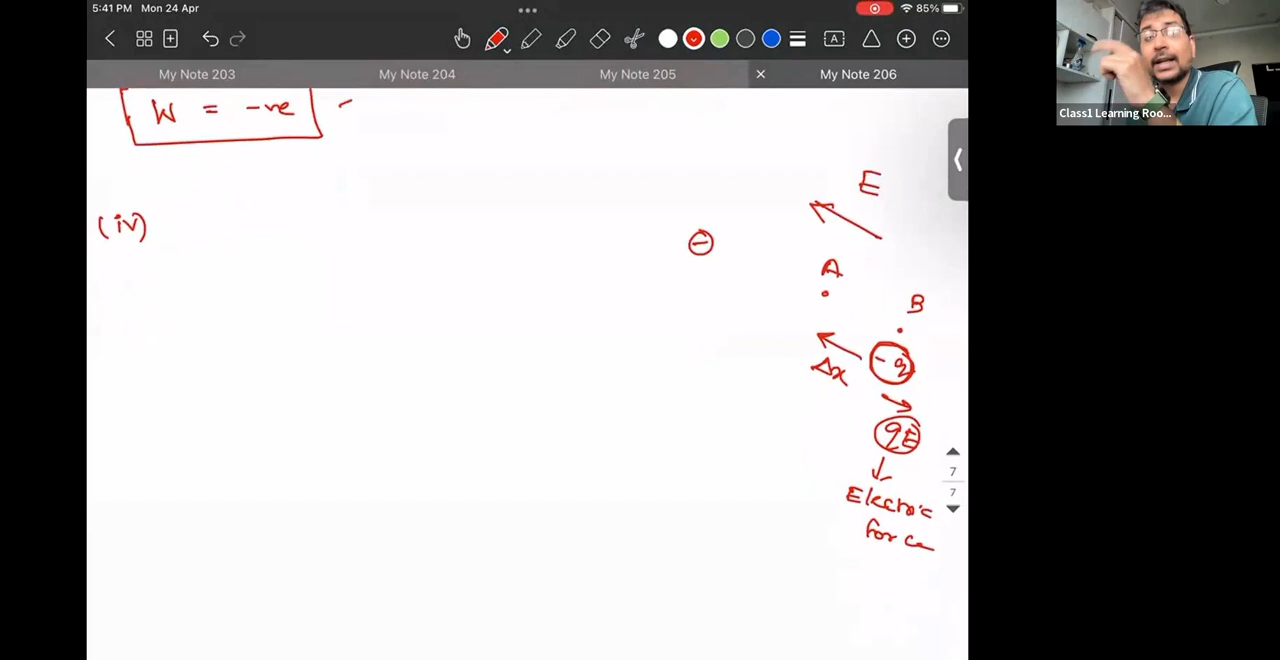 5:41 PM Mon 24 Apr
85%
My Note 203
My Note 204
My Note 205
My Note 206
A
Class1 Learning Roo...
W = -ve
(iv)
E
−
A
B
-q
Δx
qE
Electric
force
7
7